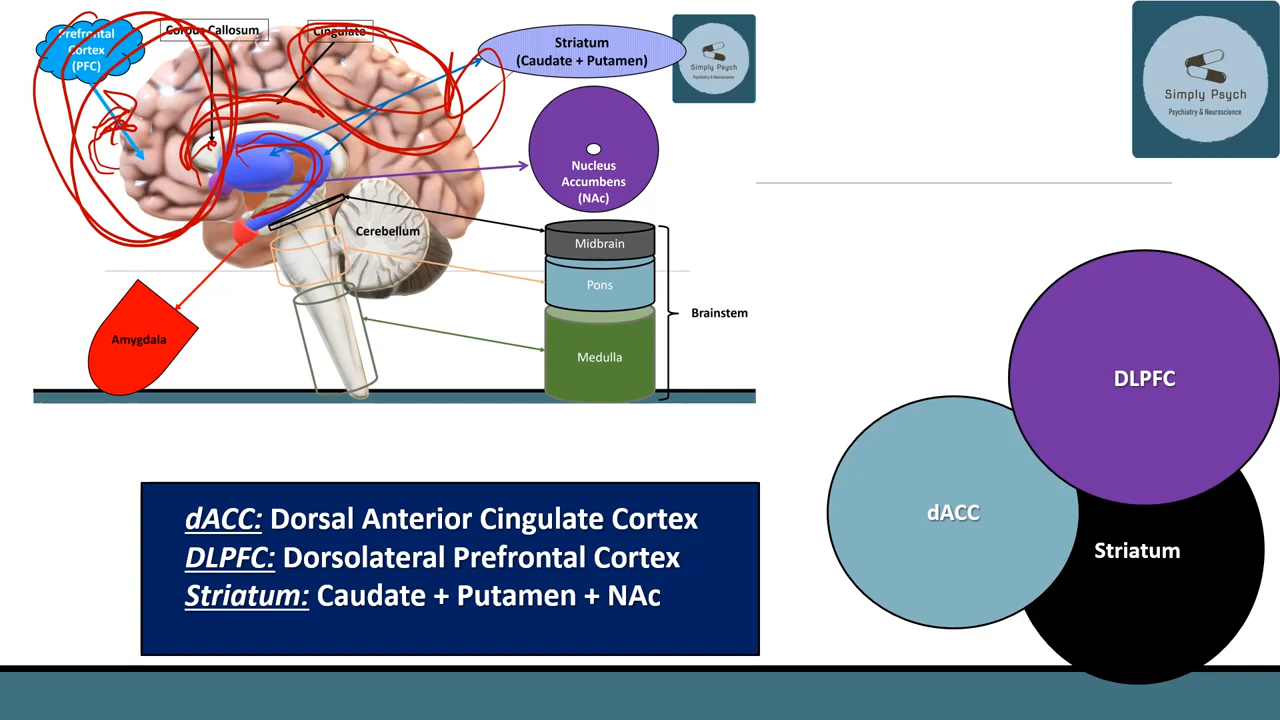 Prefrontal
Cortex
(PFC)
Corpus Callosum
Cingulate
Striatum
(Caudate + Putamen)
Simply Psych
Psychiatry & Neuroscience
Simply Psych
Psychiatry & Neuroscience
Nucleus
Accumbens
(NAc)
Cerebellum
Midbrain
Pons
Brainstem
Medulla
Amygdala
DLPFC
dACC
Striatum
dACC: Dorsal Anterior Cingulate Cortex
DLPFC: Dorsolateral Prefrontal Cortex
Striatum: Caudate + Putamen + NAc